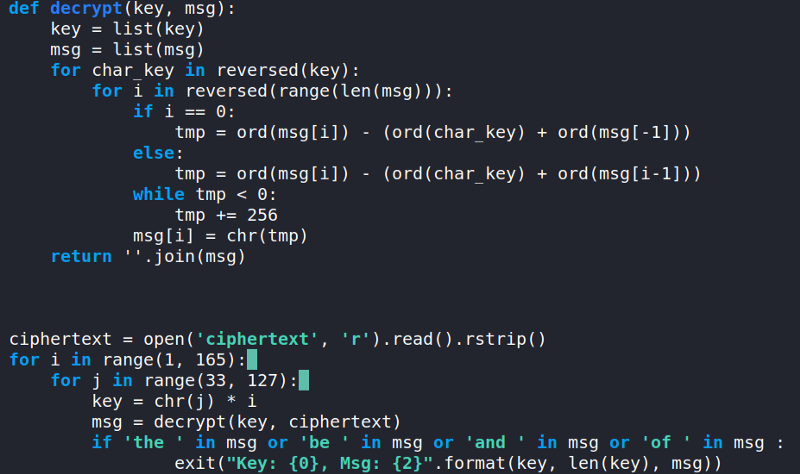 def decrypt(key, msg):
    key = list(key)
    msg = list(msg)
    for char_key in reversed(key):
        for i in reversed(range(len(msg))):
            if i == 0:
                tmp = ord(msg[i]) - (ord(char_key) + ord(msg[-1]))
            else:
                tmp = ord(msg[i]) - (ord(char_key) + ord(msg[i-1]))
            while tmp < 0:
                tmp += 256
            msg[i] = chr(tmp)
    return ''.join(msg)
ciphertext = open('ciphertext', 'r').read().rstrip()
for i in range(1, 165):
    for j in range(33, 127):
        key = chr(j) * i
        msg = decrypt(key, ciphertext)
        if 'the ' in msg or 'be ' in msg or 'and ' in msg or 'of ' in msg :
                exit("Key: {0}, Msg: {2}".format(key, len(key), msg))